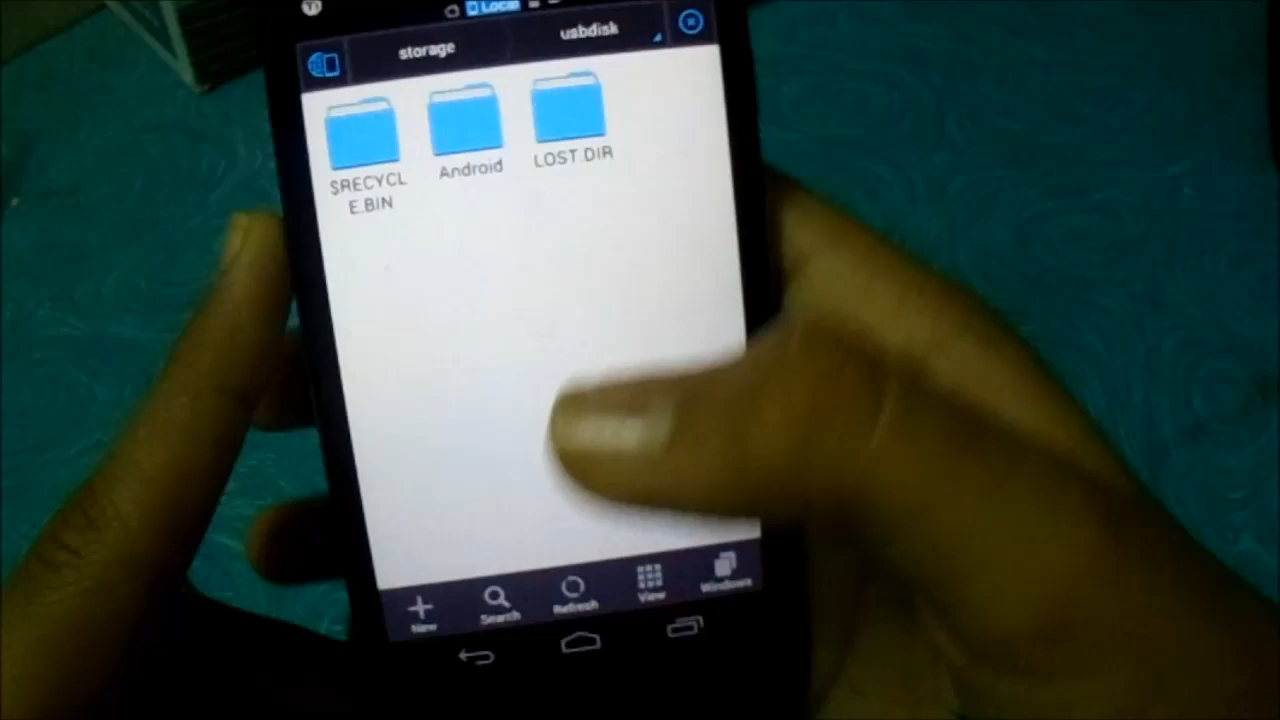 Local
storage
usbdisk
$RECYCL
E.BIN
Android
LOST.DIR
New
Search
Refresh
View
Windows